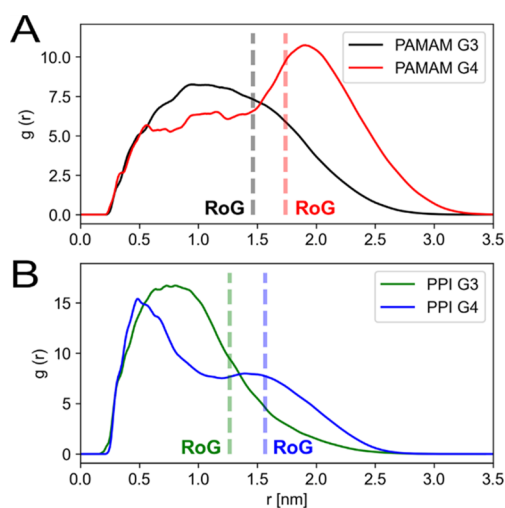 A
PAMAM G3
PAMAM G4
g (r)
10.0
7.5
5.0
2.5
0.0
RoG RoG
0.0 0.5 1.0 1.5 2.0 2.5 3.0 3.5
B
PPI G3
PPI G4
g (r)
15
10
5
0
RoG RoG
0.0 0.5 1.0 1.5 2.0 2.5 3.0 3.5
r [nm]